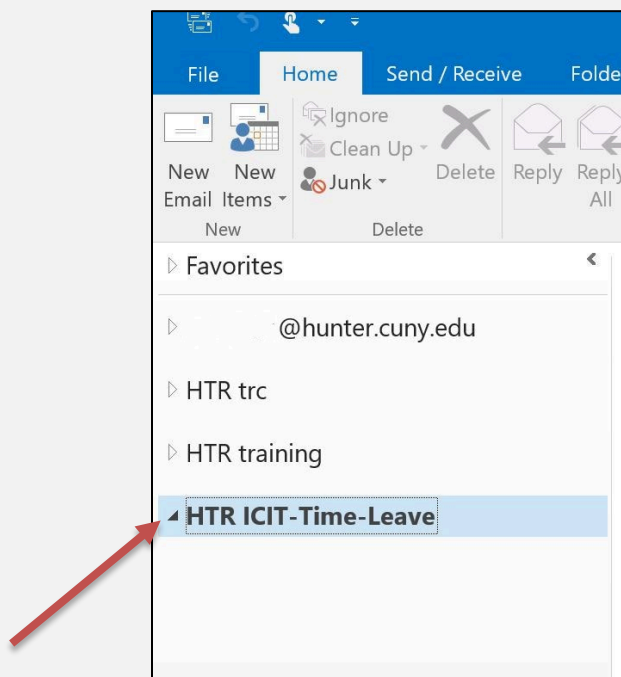 File Home Send / Receive Folde
New Email
New Items
Ignore
Clean Up
Junk
Delete
Reply
Reply All
New
Delete
Favorites
@hunter.cuny.edu
HTR trc
HTR training
HTR ICIT-Time-Leave